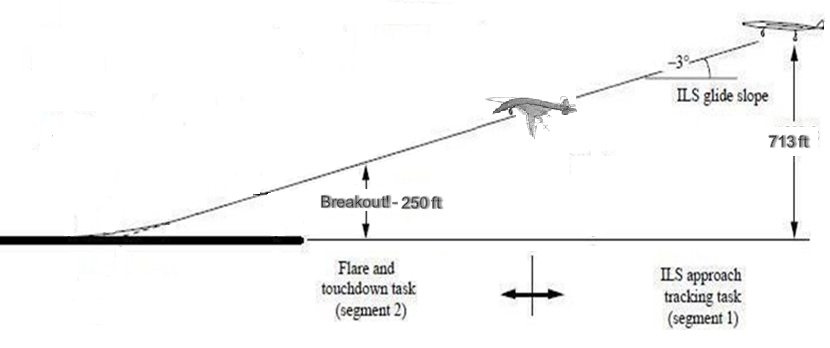 –3°
ILS glide slope
713 ft
Breakout! - 250 ft
Flare and
touchdown task
(segment 2)
ILS approach
tracking task
(segment 1)